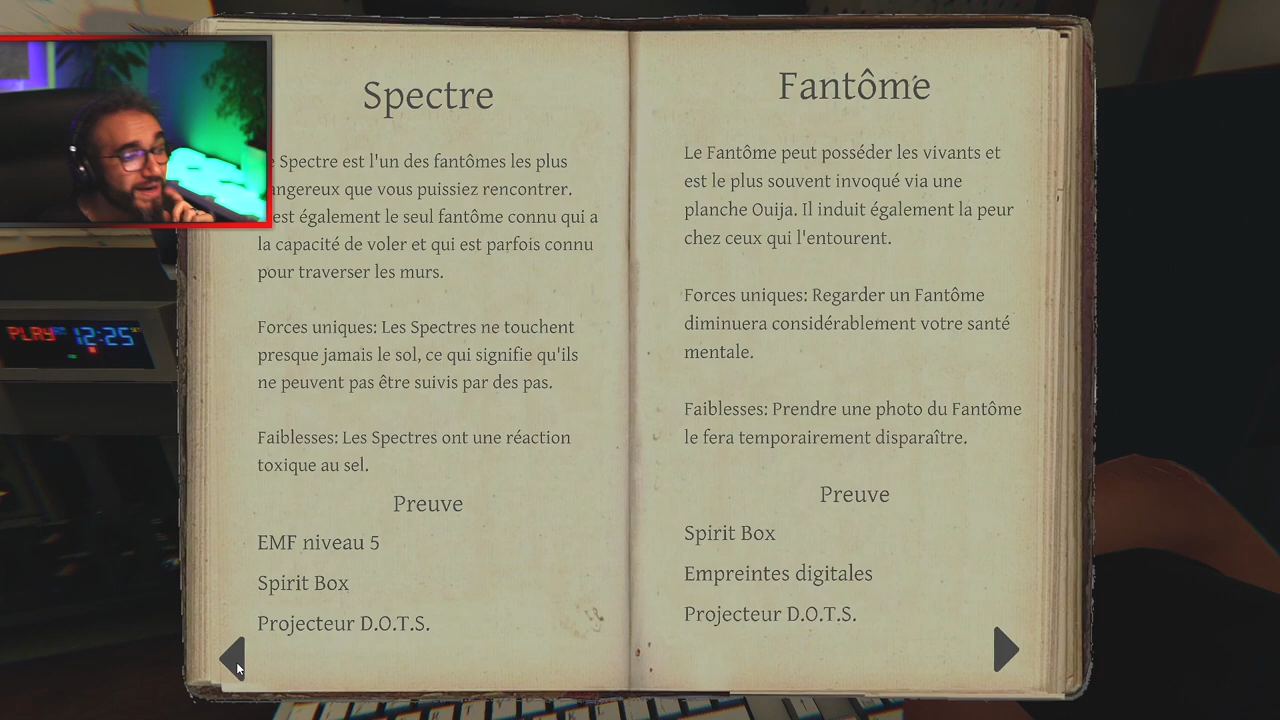 Spectre
Spectre est l'un des fantômes les plus
que vous puissiez rencontrer.
est également le seul fantôme connu qui a
la capacité de voler et qui est parfois connu
pour traverser les murs.
Forces uniques: Les Spectres ne touchent
presque jamais le sol, ce qui signifie qu'ils
ne peuvent pas être suivis par des pas.
Faiblesses: Les Spectres ont une réaction
toxique au sel.
Preuve
EMF niveau 5
Spirit Box
Projecteur D.O.T.S.
Fantôme
Le Fantôme peut posséder les vivants et
est le plus souvent invoqué via une
planche Ouija. Il induit également la peur
chez ceux qui l'entourent.
Forces uniques: Regarder un Fantôme
diminuera considérablement votre santé
mentale.
Faiblesses: Prendre une photo du Fantôme
le fera temporairement disparaître.
Preuve
Spirit Box
Empreintes digitales
Projecteur D.O.T.S.
PLAY 12:25